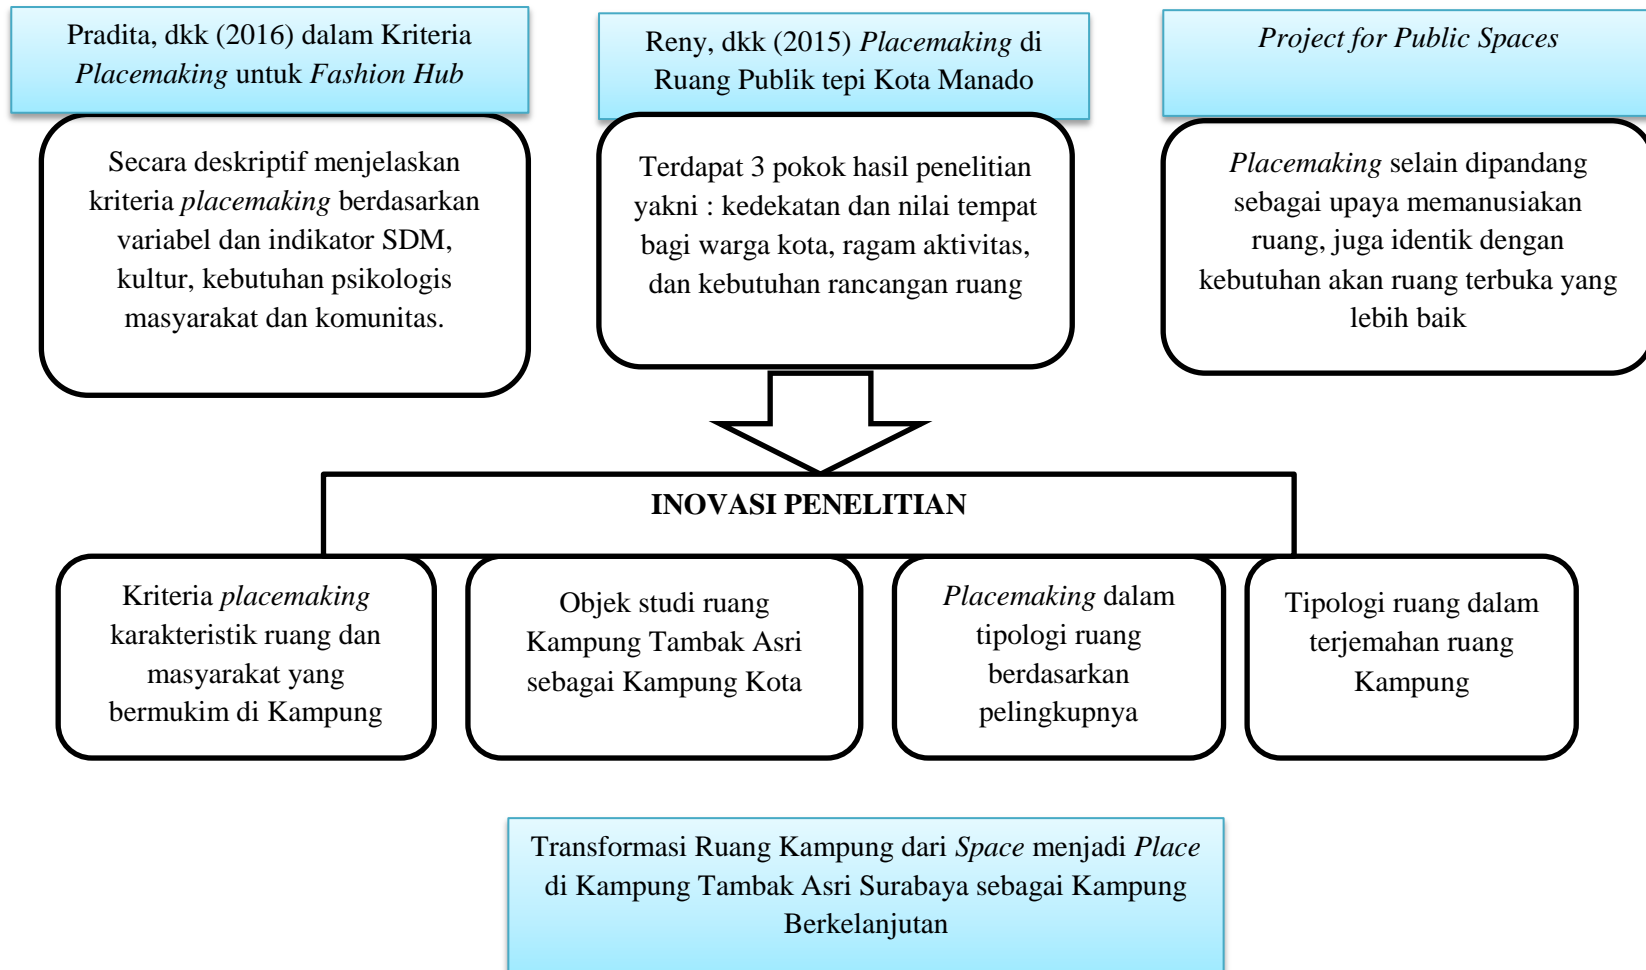 Pradita, dkk (2016) dalam Kriteria
Placemaking untuk Fashion Hub
Secara deskriptif menjelaskan
kriteria placemaking berdasarkan
variabel dan indikator SDM,
kultur, kebutuhan psikologis
masyarakat dan komunitas.
Reny, dkk (2015) Placemaking di
Ruang Publik tepi Kota Manado
Terdapat 3 pokok hasil penelitian
yakni : kedekatan dan nilai tempat
bagi warga kota, ragam aktivitas,
dan kebutuhan rancangan ruang
Project for Public Spaces
Placemaking selain dipandang
sebagai upaya memanusiakan
ruang, juga identik dengan
kebutuhan akan ruang terbuka yang
lebih baik
INOVASI PENELITIAN
Kriteria placemaking
karakteristik ruang dan
masyarakat yang
bermukim di Kampung
Objek studi ruang
Kampung Tambak Asri
sebagai Kampung Kota
Placemaking dalam
tipologi ruang
berdasarkan
pelingkupnya
Tipologi ruang dalam
terjemahan ruang
Kampung
Transformasi Ruang Kampung dari Space menjadi Place
di Kampung Tambak Asri Surabaya sebagai Kampung
Berkelanjutan